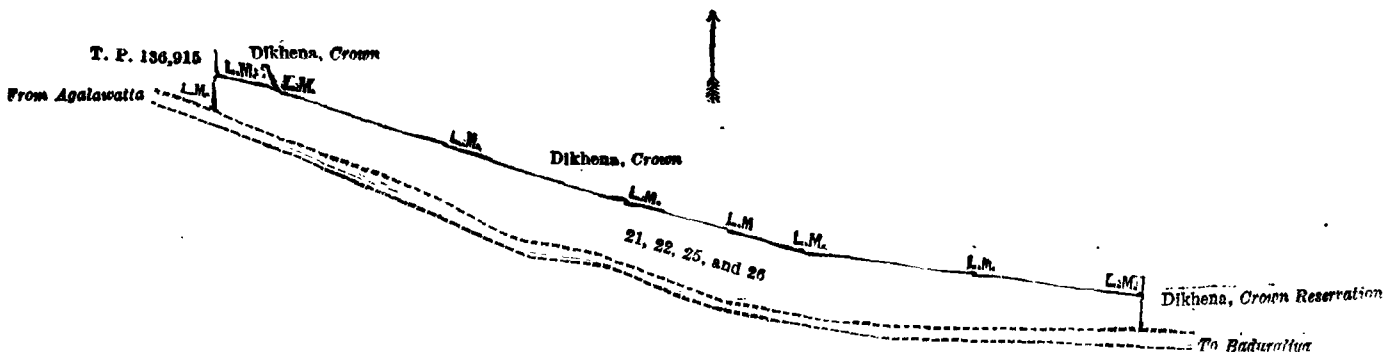 T. P. 136,915
Dikhena, Crown
L.M.
L.M.
L.M.
From Agalawatta
L.M.
Dikhena, Crown
L.M.
L.M
L.M.
21, 22, 25, and 26
L.M.
L.M.
Dikhena, Crown Reservation
To Baduraliya